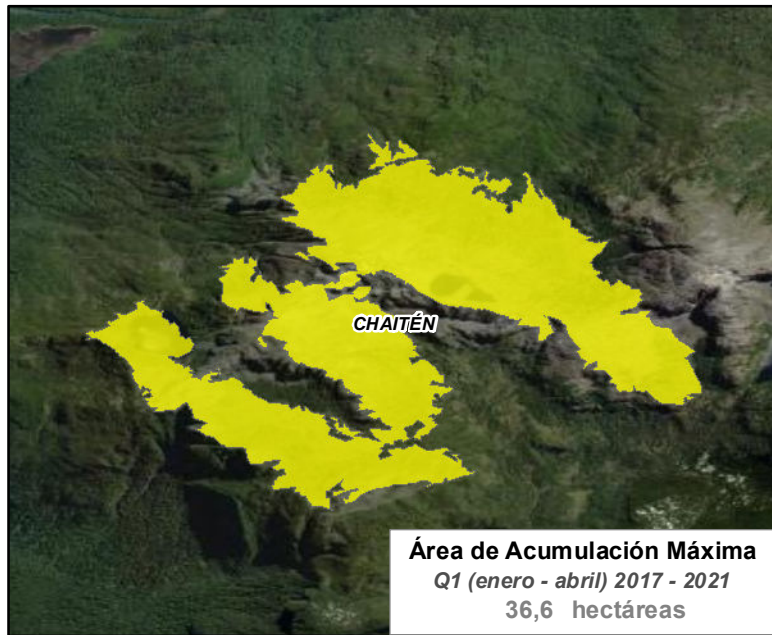 CHAITÉN
Área de Acumulación Máxima
Q1 (enero - abril) 2017 - 2021
36,6 hectáreas